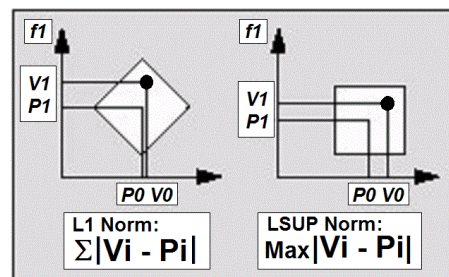 f1
V1
P1
P0 V0
L1 Norm:
Σ|Vi - Pi|
f1
V1
P1
P0 V0
LSUP Norm:
Max|Vi - Pi|